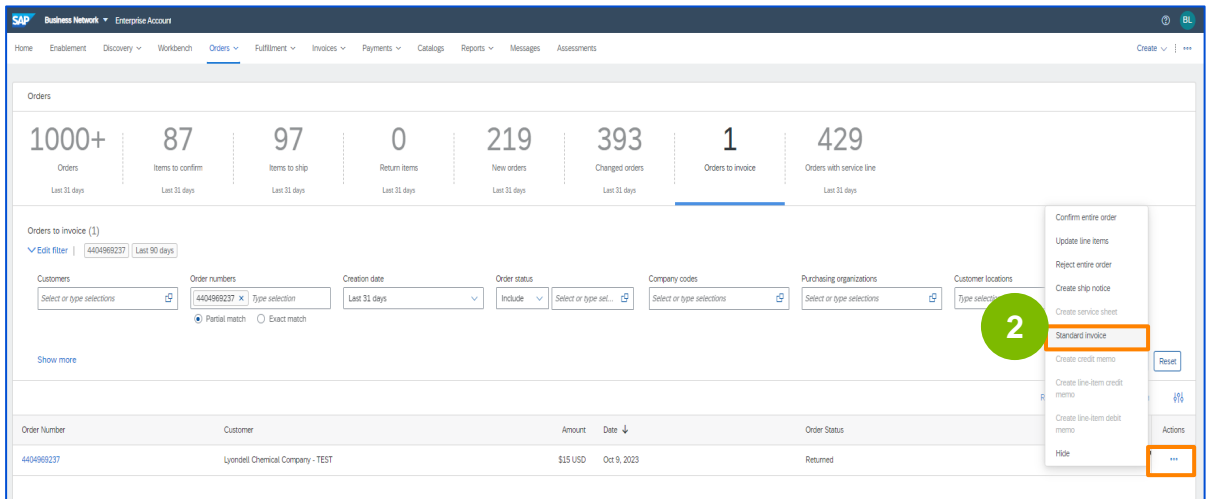 SAP Business Network Enterprise Account BL
Home Enablement Discovery Workbench Orders Fulfillment Invoices Payments Catalogs Reports Messages Assessments Create
Orders
1000+ 87 97 0 219 393 1 429
Orders Items to confirm Items to ship Return items New orders Changed orders Orders to invoice Orders with service line
Last 31 days Last 31 days Last 31 days Last 31 days Last 31 days Last 31 days Last 31 days
Orders to invoice (1)
Edit filter | 4404969237 Last 90 days
Customers Order numbers Creation date Order status Company codes Purchasing organizations Customer locations
Select or type selections 4404969237 × Type selection Last 31 days Include Select or type sel... Select or type selections Select or type selections
Partial match Exact match
Show more
Reset
Confirm entire order
Update line items
Reject entire order
Create ship notice
Create service sheet
2
Standard invoice
Create credit memo
Create line-item credit
memo
Create line-item debit
memo
Hide
Order Number Customer Amount Date ↓ Order Status Actions
4404969237 Lyondell Chemical Company - TEST $15 USD Oct 9, 2023 Returned ...